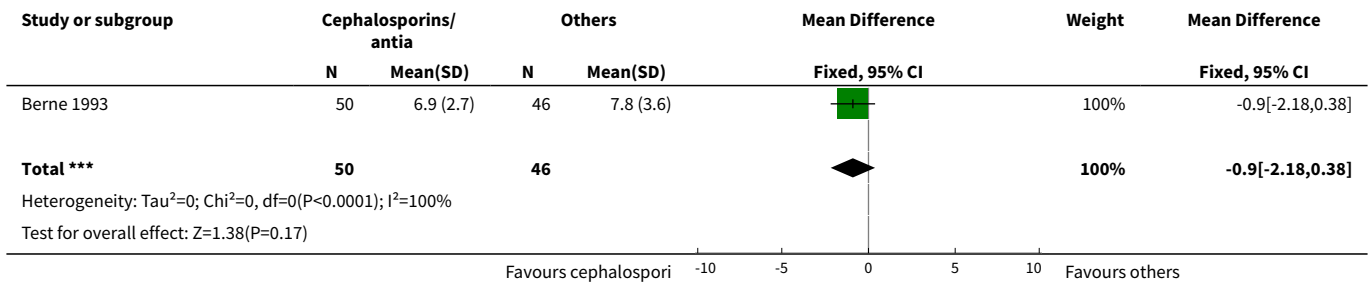 Study or subgroup Cephalosporins/ Others Mean Difference Weight Mean Difference
antia
N Mean(SD) N Mean(SD) Fixed, 95% CI Fixed, 95% CI
Berne 1993 50 6.9 (2.7) 46 7.8 (3.6) 100% -0.9[-2.18,0.38]
Total *** 50 46 100% -0.9[-2.18,0.38]
Heterogeneity: Tau²=0; Chi²=0, df=0(P<0.0001); I²=100%
Test for overall effect: Z=1.38(P=0.17)
Favours cephalospori -10 -5 0 5 10 Favours others